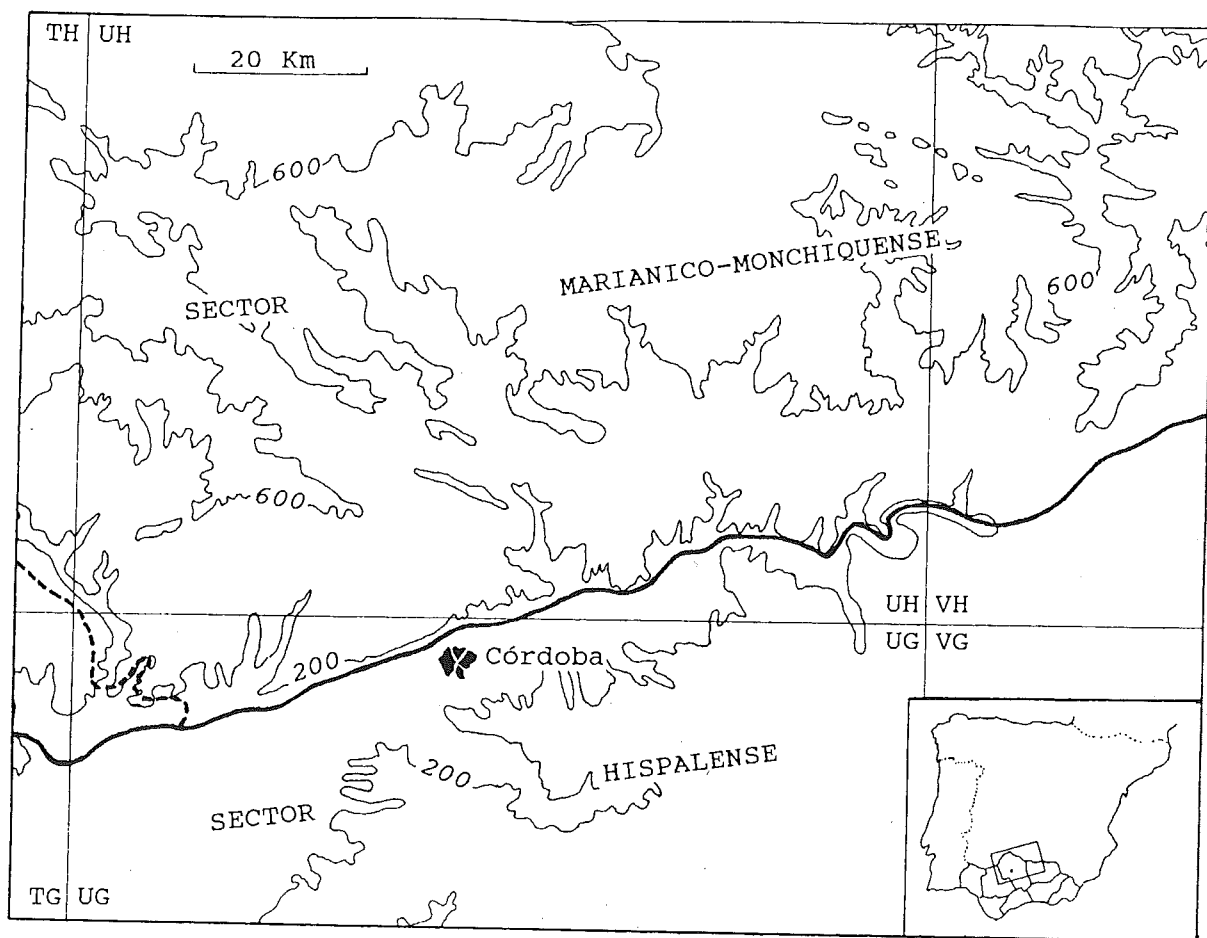 TH UH
20 Km
600
MARIANICO-MONCHIQUENSE
600
SECTOR
600
UH VH
UG VG
Córdoba
200
HISPALENSE
200
SECTOR
TG UG